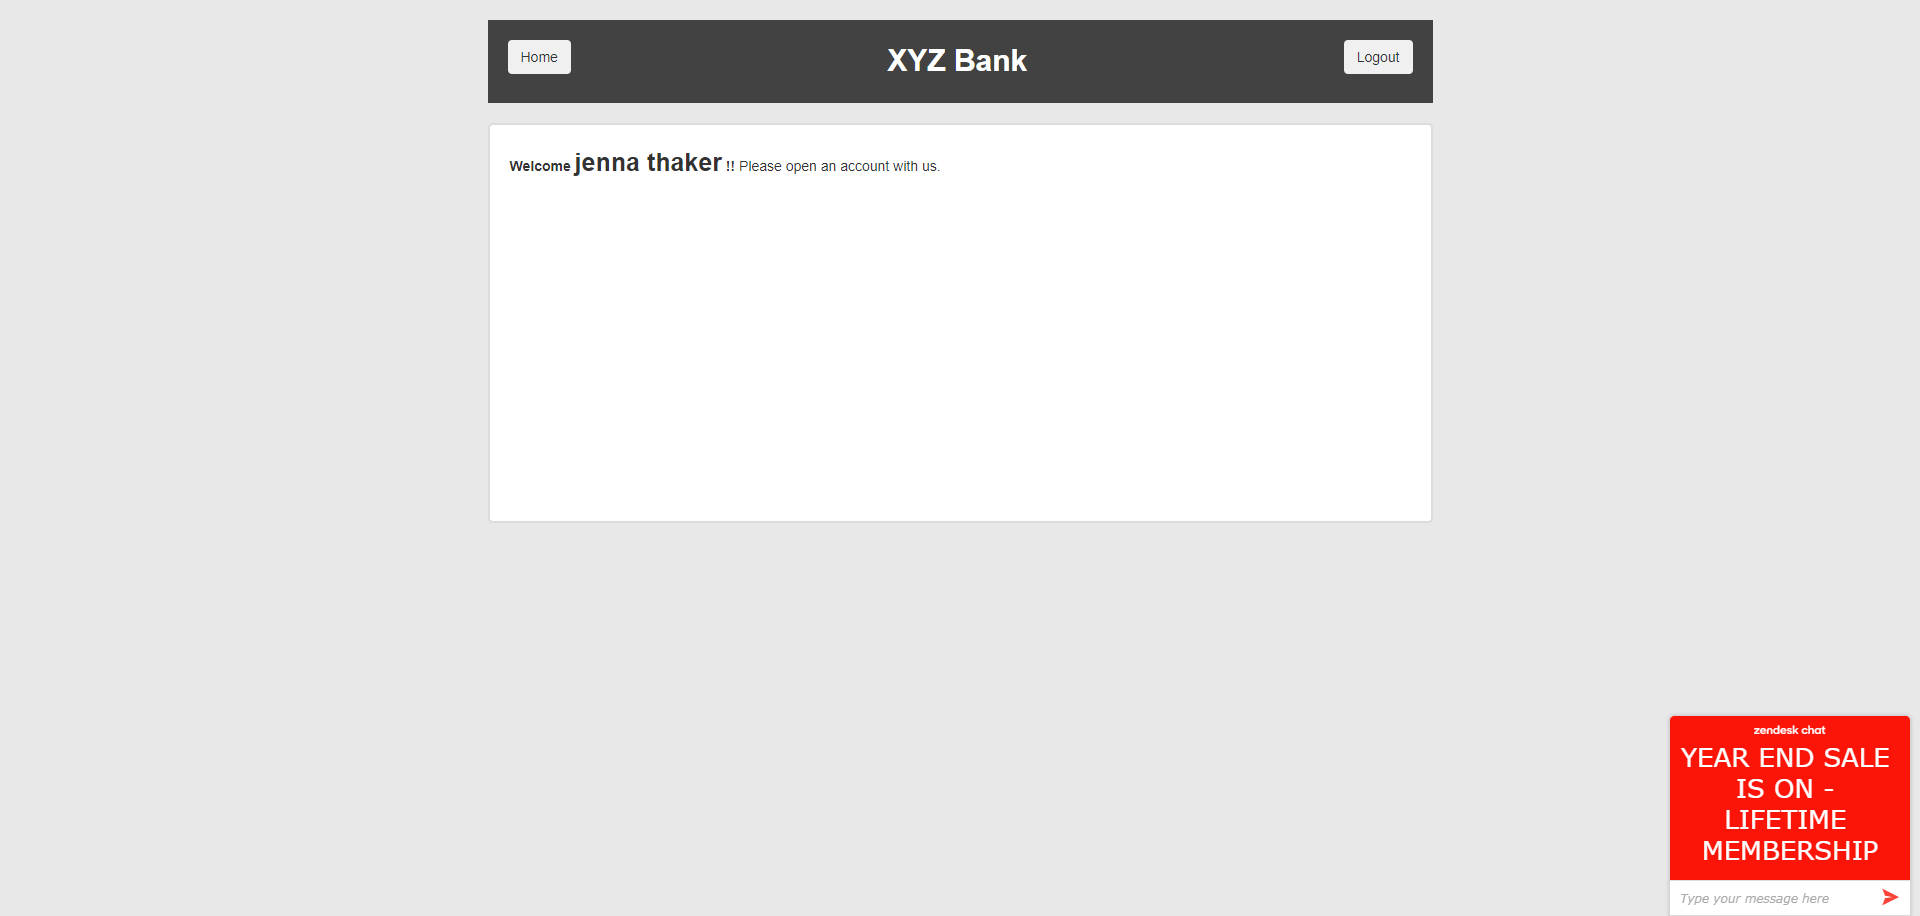 Home
XYZ Bank
Logout
Welcome jenna thaker !! Please open an account with us.
zendesk chat
YEAR END SALE
IS ON -
LIFETIME
MEMBERSHIP
Type your message here